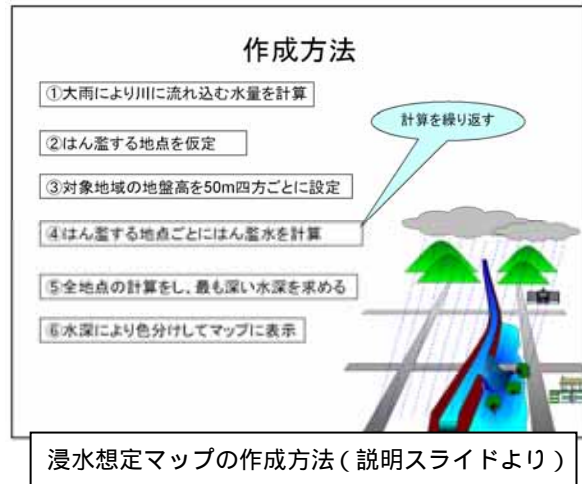 作成方法
①大雨により川に流れ込む水量を計算
計算を繰り返す
②はん濫する地点を仮定
③対象地域の地盤高を50m四方ごとに設定
④はん濫する地点ごとにはん濫水を計算
⑤全地点の計算をし、最も深い水深を求める
⑥水深により色分けしてマップに表示
浸水想定マップの作成方法(説明スライドより)